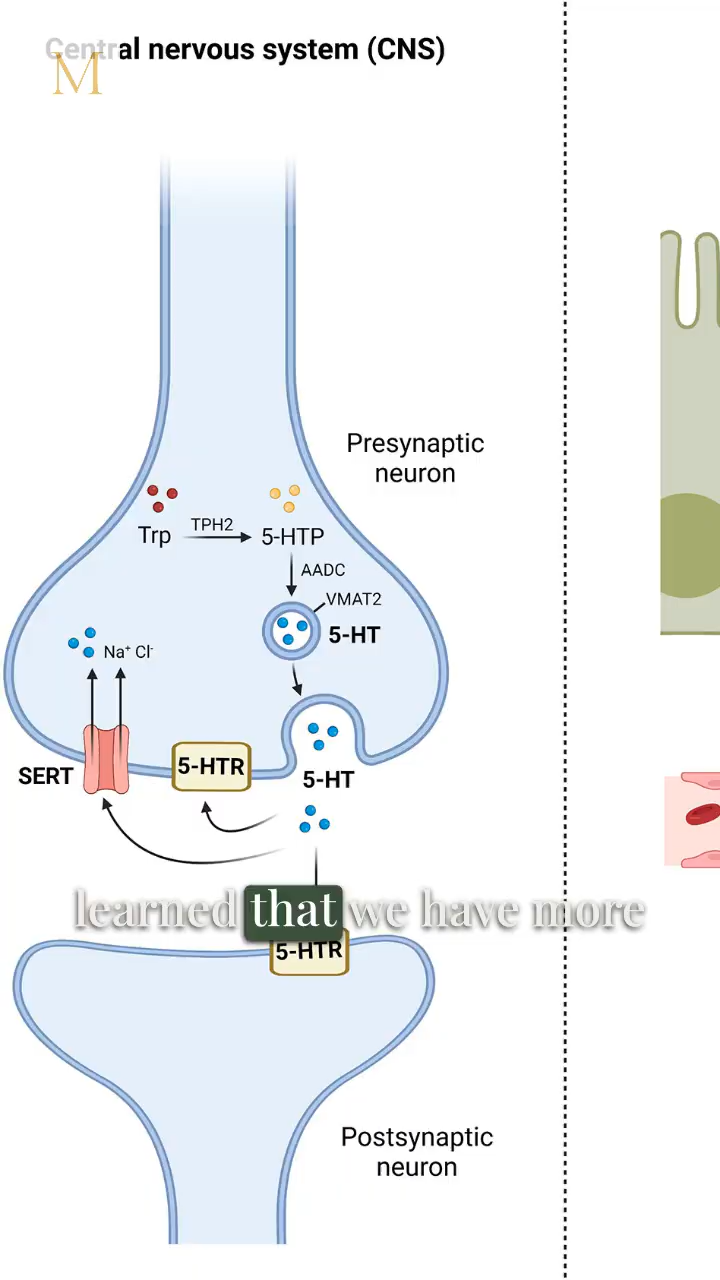 Central nervous system (CNS)
M
Presynaptic
neuron
Trp
TPH2
5-HTP
AADC
VMAT2
5-HT
Na⁺ Cl⁻
SERT
5-HTR
5-HT
learned that we have more
5-HTR
Postsynaptic
neuron